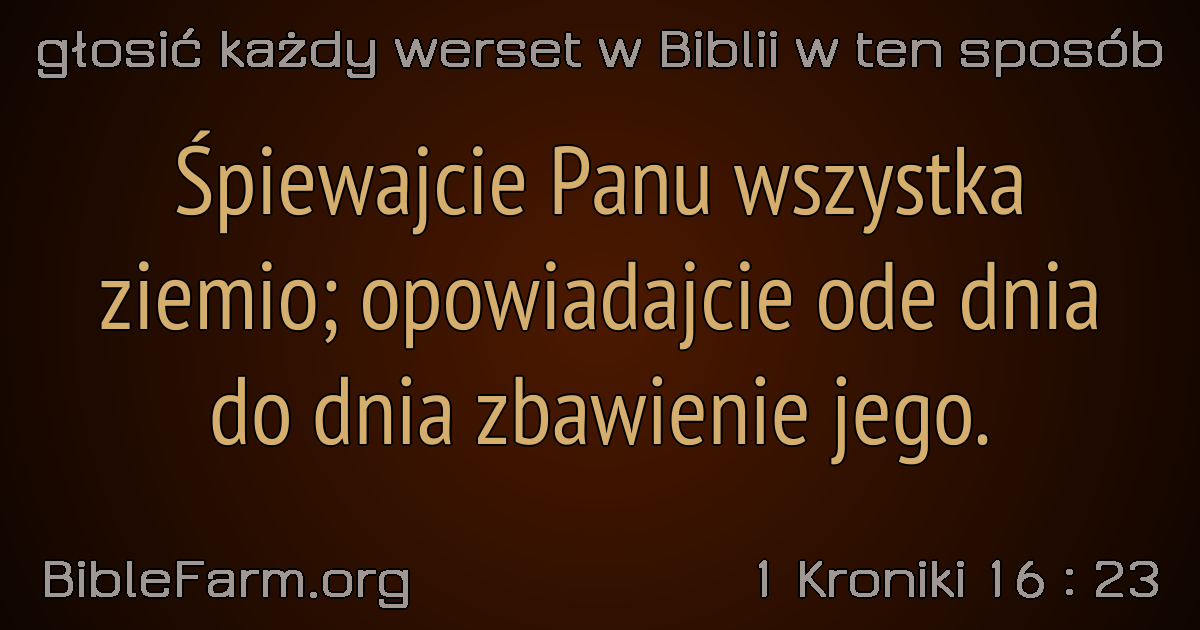 głosić każdy werset w Biblii w ten sposób
Śpiewajcie Panu wszystka
ziemio; opowiadajcie ode dnia
do dnia zbawienie jego.
BibleFarm.org
1 Kroniki 16 : 23